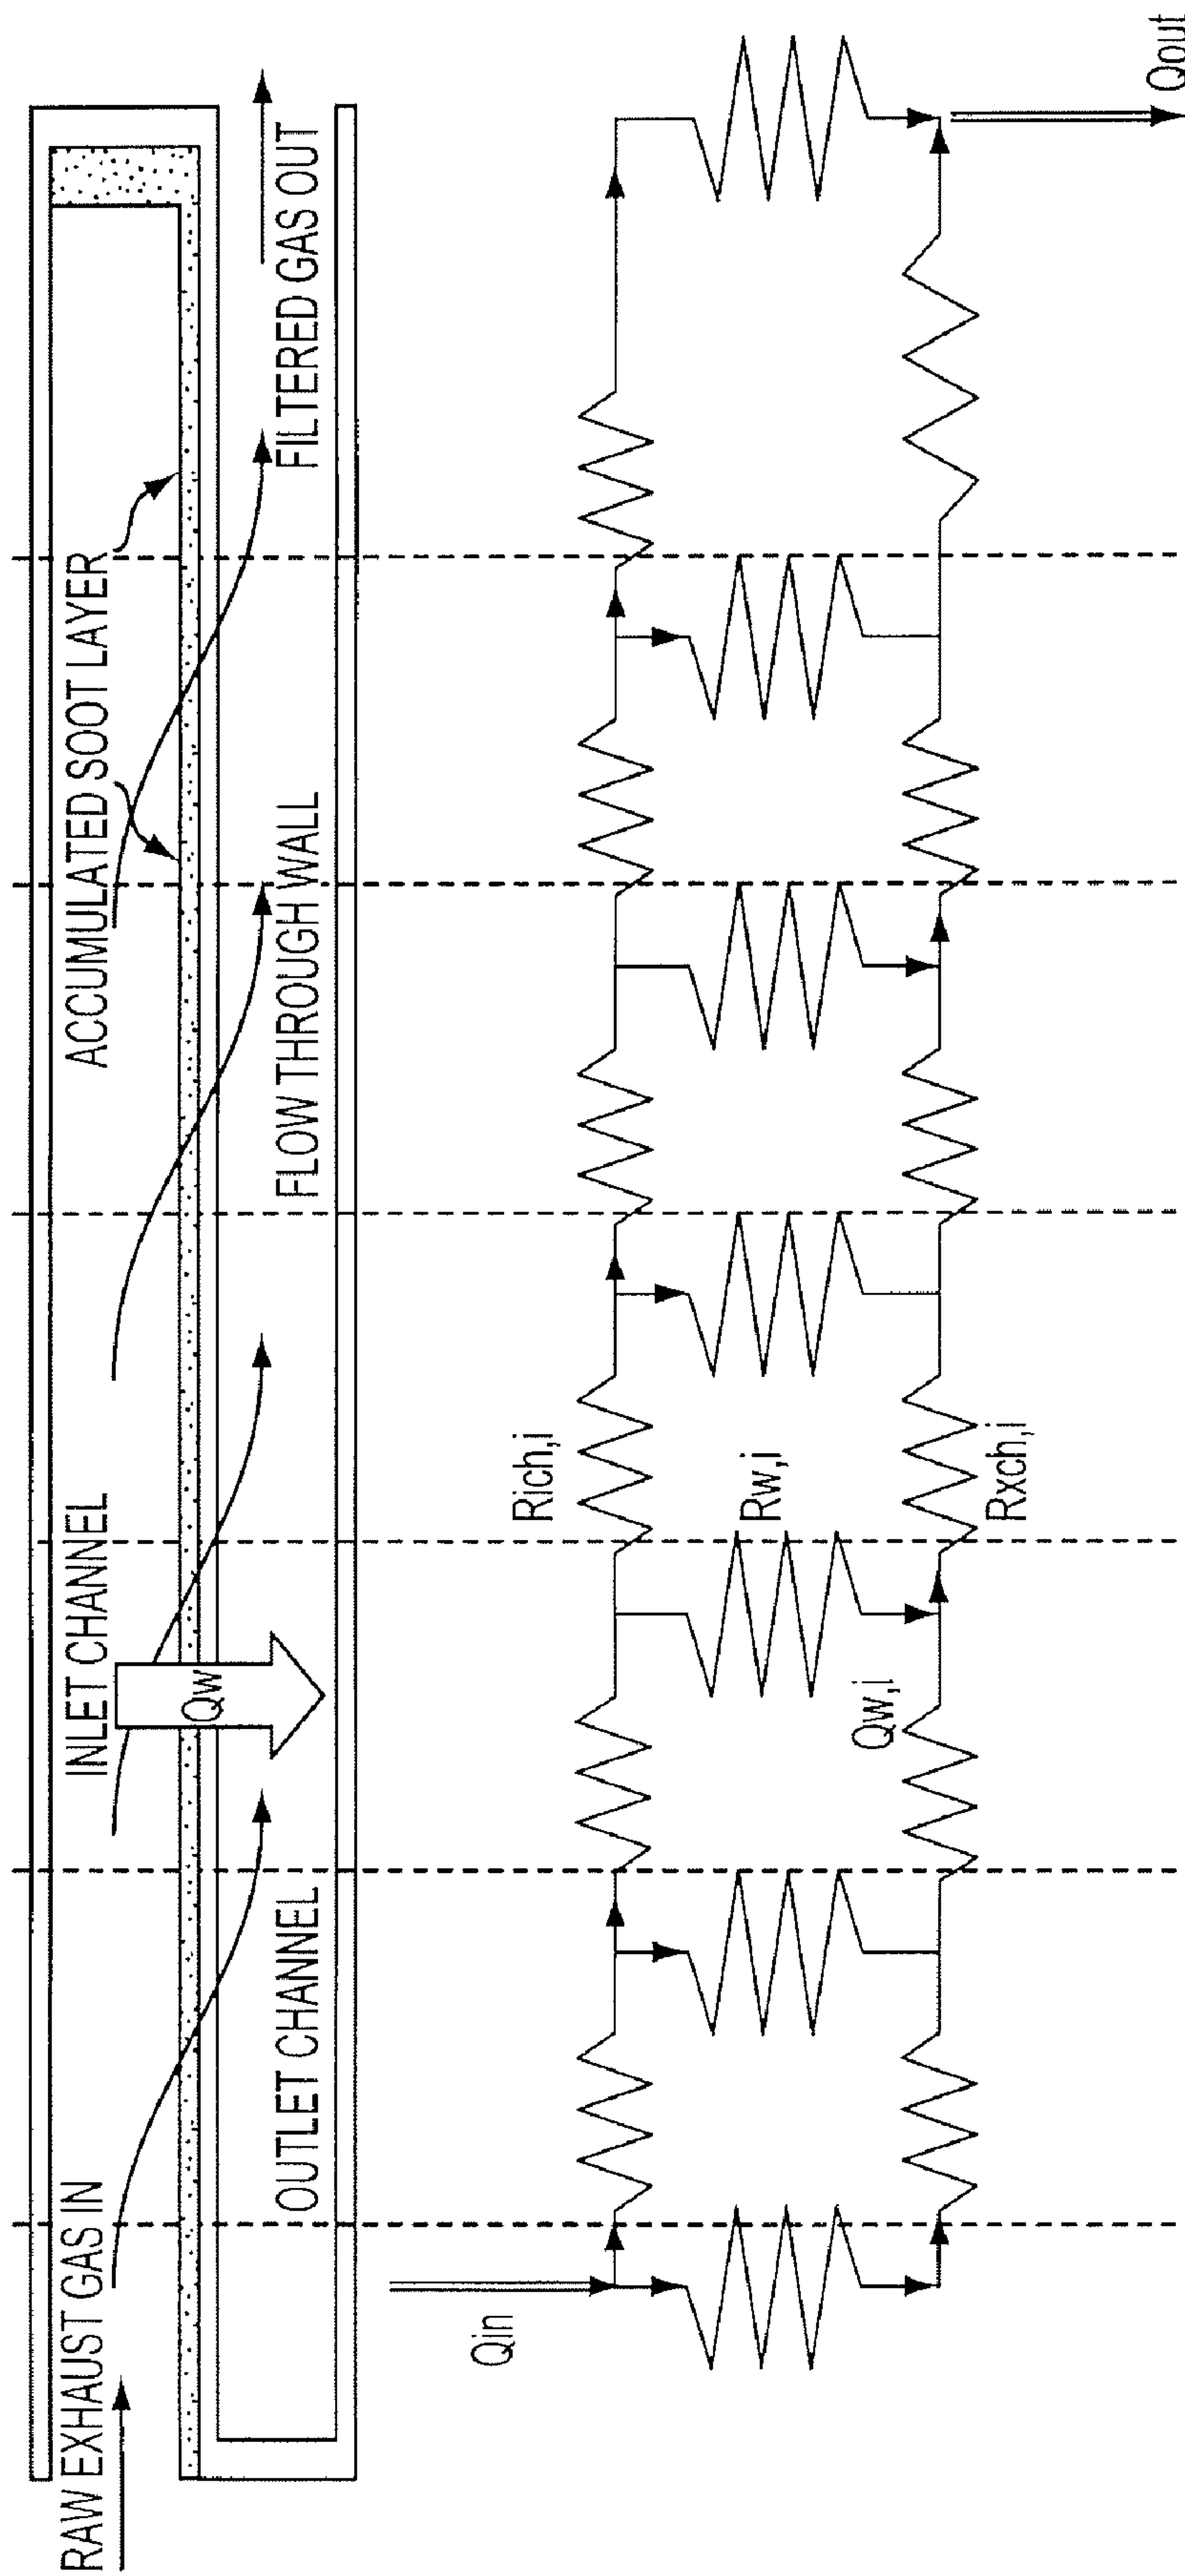 RAW EXHAUST GAS IN
INLET CHANNEL
ACCUMULATED SOOT LAYER
Qw
OUTLET CHANNEL
FLOW THROUGH WALL
FILTERED GAS OUT
Qin
Rich,i
Rw,i
Qw,i
Rxch,i
Qout